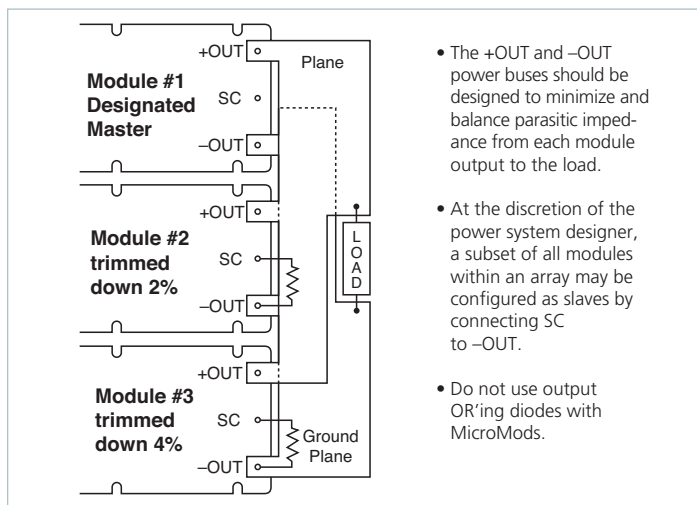 +OUT
Plane
Module #1
Designated
Master
SC
–OUT
+OUT
Module #2
trimmed
down 2%
SC
–OUT
LOAD
+OUT
Module #3
trimmed
down 4%
SC
Ground
Plane
–OUT
• The +OUT and –OUT
power buses should be
designed to minimize and
balance parasitic imped-
ance from each module
output to the load.
• At the discretion of the
power system designer,
a subset of all modules
within an array may be
configured as slaves by
connecting SC
to –OUT.
• Do not use output
OR'ing diodes with
MicroMods.